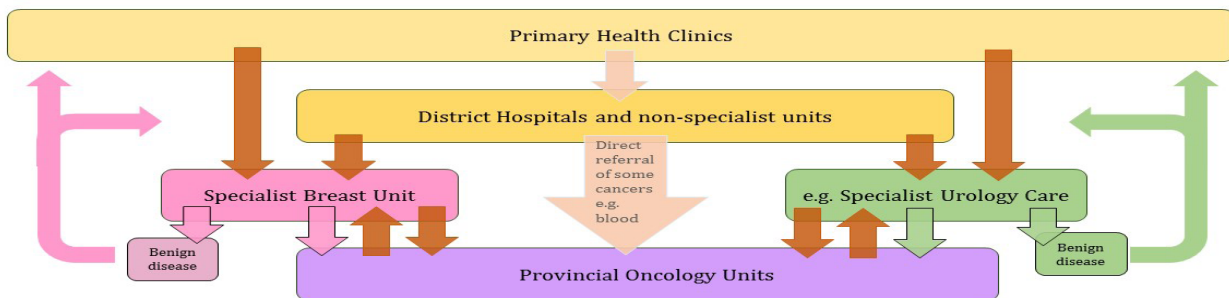 Primary Health Clinics
District Hospitals and non-specialist units
Direct
referral
of some
cancers
e.g.
blood
Specialist Breast Unit
e.g. Specialist Urology Care
Benign
disease
Benign
disease
Provincial Oncology Units